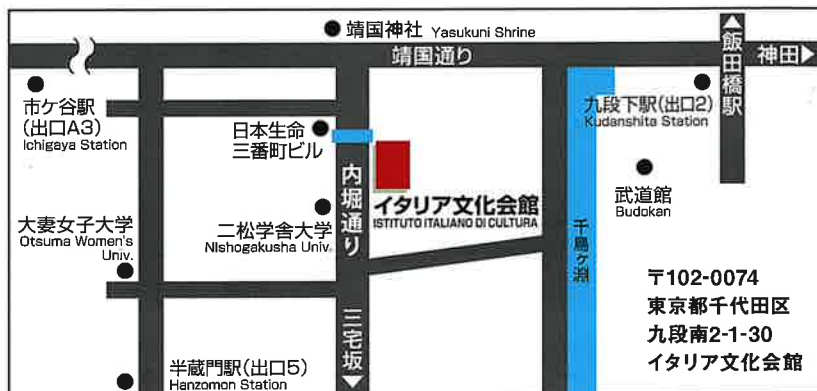 靖国神社 Yasukuni Shrine
靖国通り
▲飯田橋駅
神田▶
市ケ谷駅
(出口A3)
Ichigaya Station
日本生命
三番町ビル
九段下駅(出口2)
Kudanshita Station
内堀通り
武道館
Budokan
イタリア文化会館
ISTITUTO ITALIANO DI CULTURA
大妻女子大学
Otsuma Women's
Univ.
二松学舎大学
Nishogakusha Univ.
千鳥ヶ淵
三宅坂▼
半蔵門駅(出口5)
Hanzomon Station
〒102-0074
東京都千代田区
九段南2-1-30
イタリア文化会館